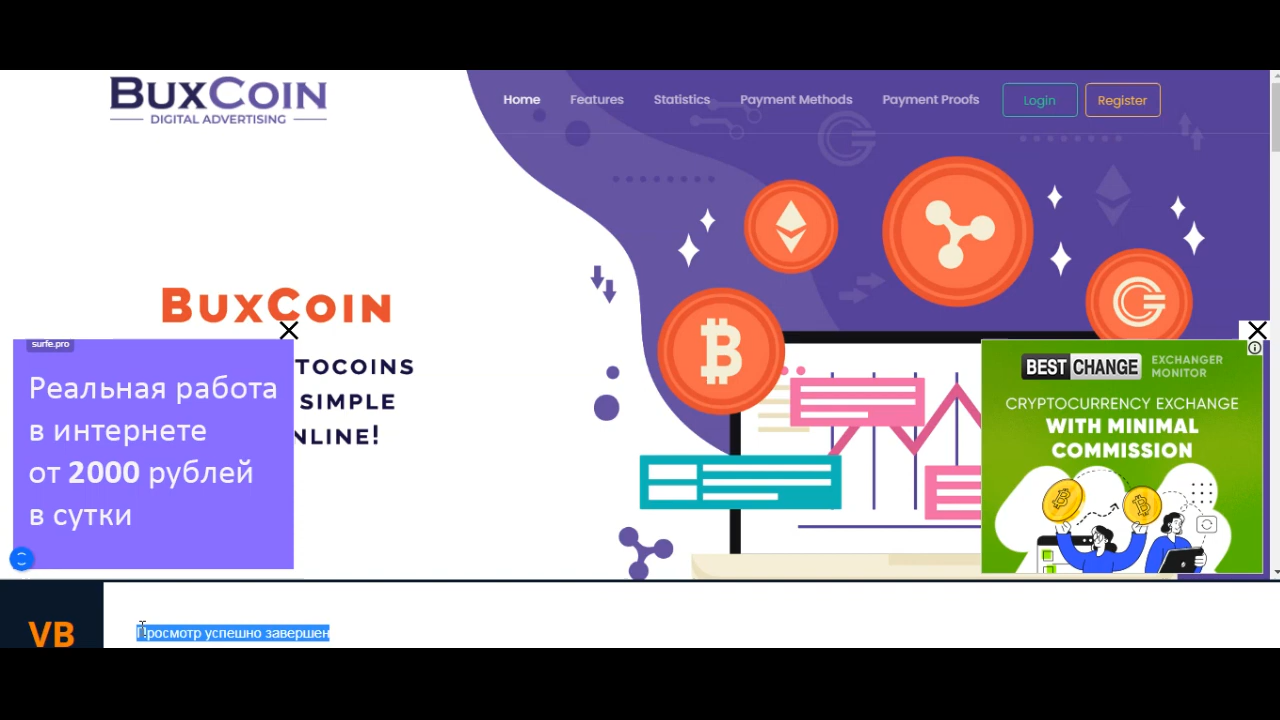 BUXCOIN
DIGITAL ADVERTISING
Home Features Statistics Payment Methods Payment Proofs Login Register
BUXCOIN
TOCOINS
SIMPLE
NLINE!
surfe.pro
Реальная работа
в интернете
от 2000 рублей
в сутки
BEST CHANGE EXCHANGER MONITOR
CRYPTOCURRENCY EXCHANGE
WITH MINIMAL
COMMISSION
VB
Просмотр успешно завершен